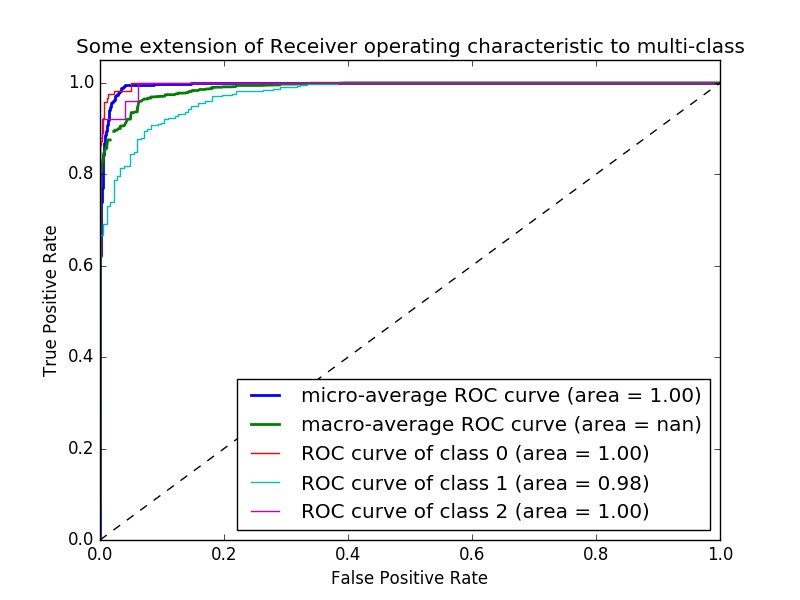 Some extension of Receiver operating characteristic to multi-class
1.0
0.8
0.6
0.4
0.2
0.0
True Positive Rate
micro-average ROC curve (area = 1.00)
macro-average ROC curve (area = nan)
ROC curve of class 0 (area = 1.00)
ROC curve of class 1 (area = 0.98)
ROC curve of class 2 (area = 1.00)
0.0 0.2 0.4 0.6 0.8 1.0
False Positive Rate